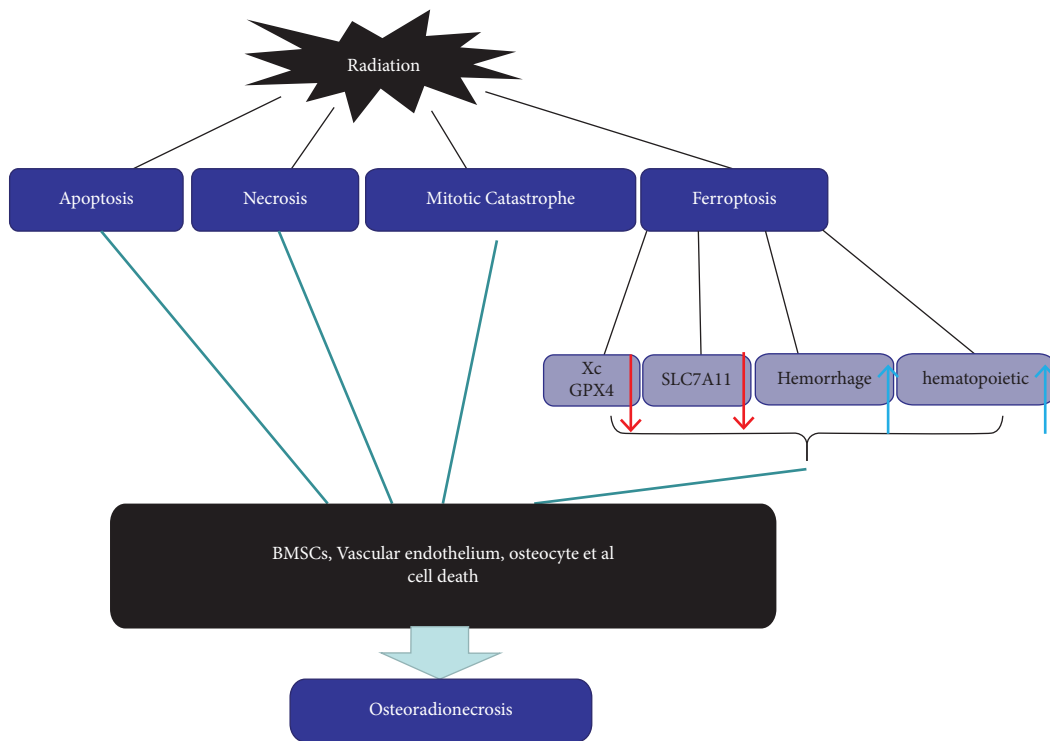 Radiation
Apoptosis
Necrosis
Mitotic Catastrophe
Ferroptosis
Xc
GPX4
SLC7A11
Hemorrhage
hematopoietic
BMSCs, Vascular endothelium, osteocyte et al
cell death
Osteoradionecrosis